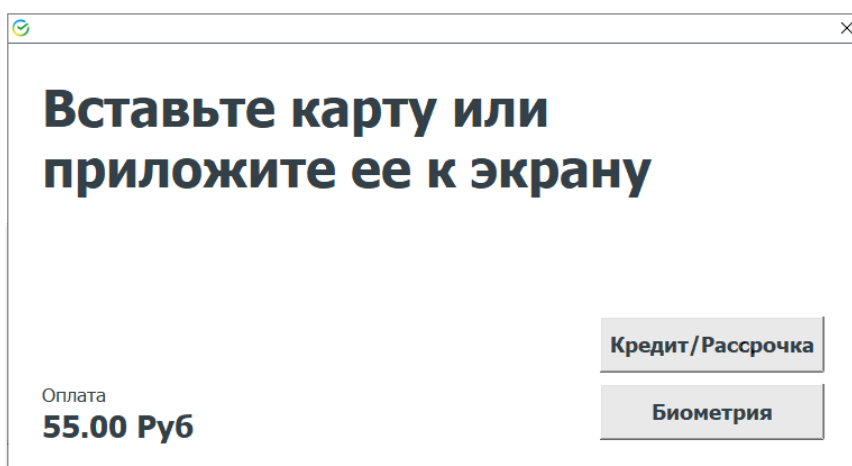 Вставьте карту или
приложите ее к экрану
Кредит/Рассрочка
Оплата
55.00 Руб
Биометрия